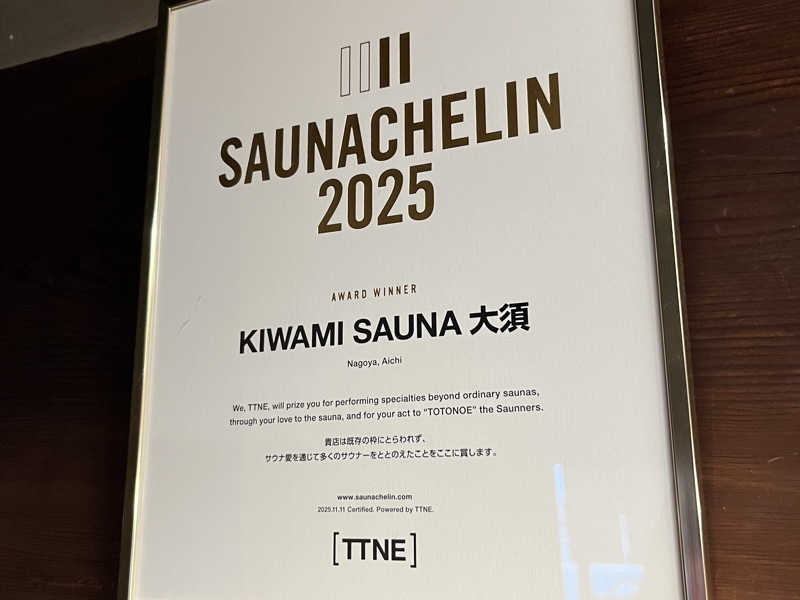 SAUNACHELIN
2025
AWARD WINNER
KIWAMI SAUNA 大須
Nagoya, Aichi
We, TTNE, will prize you for performing specialties beyond ordinary saunas,
through your love to the sauna, and for your act to “TOTONOE” the Saunners.
貴店は既存の枠にとらわれず、
サウナ愛を通じて多くのサウナーをととのえたことをここに賞します。
www.saunachelin.com
2025.11.11 Certified. Powered by TTNE.
[TTNE]